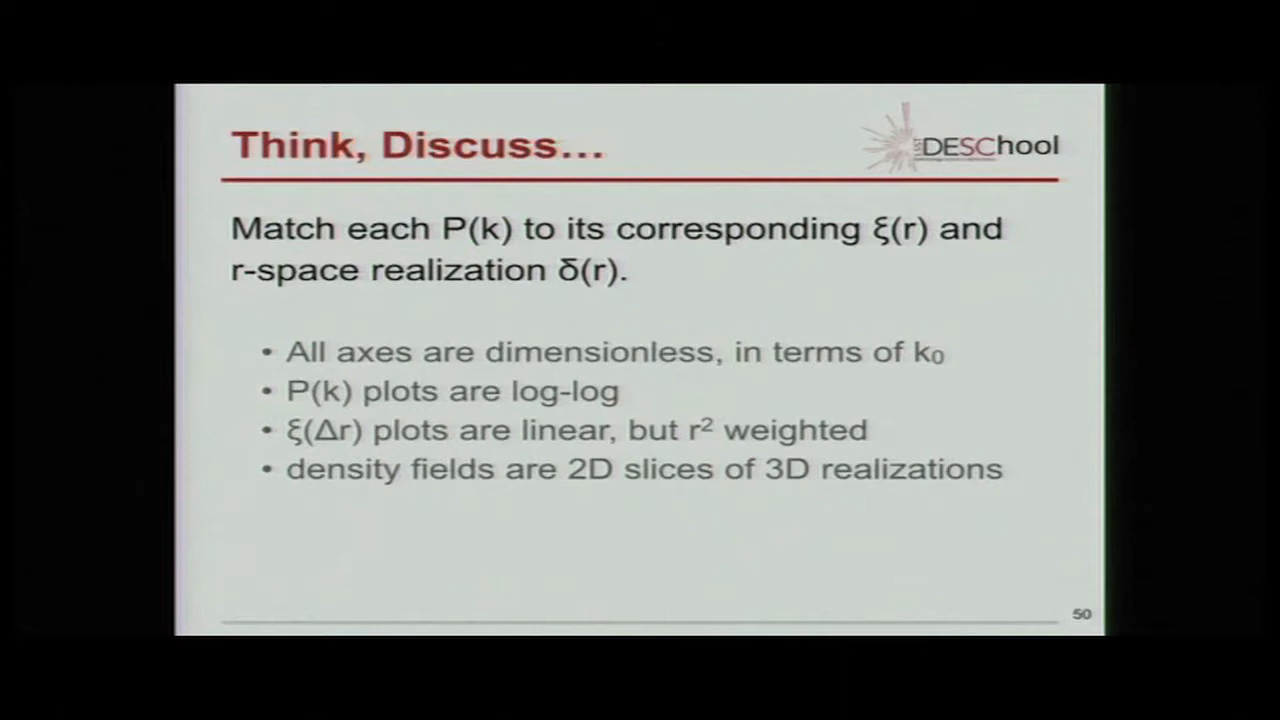 Think, Discuss…
DESChool
Match each P(k) to its corresponding ξ(r) and
r-space realization δ(r).
• All axes are dimensionless, in terms of k₀
• P(k) plots are log-log
• ξ(Δr) plots are linear, but r² weighted
• density fields are 2D slices of 3D realizations
50